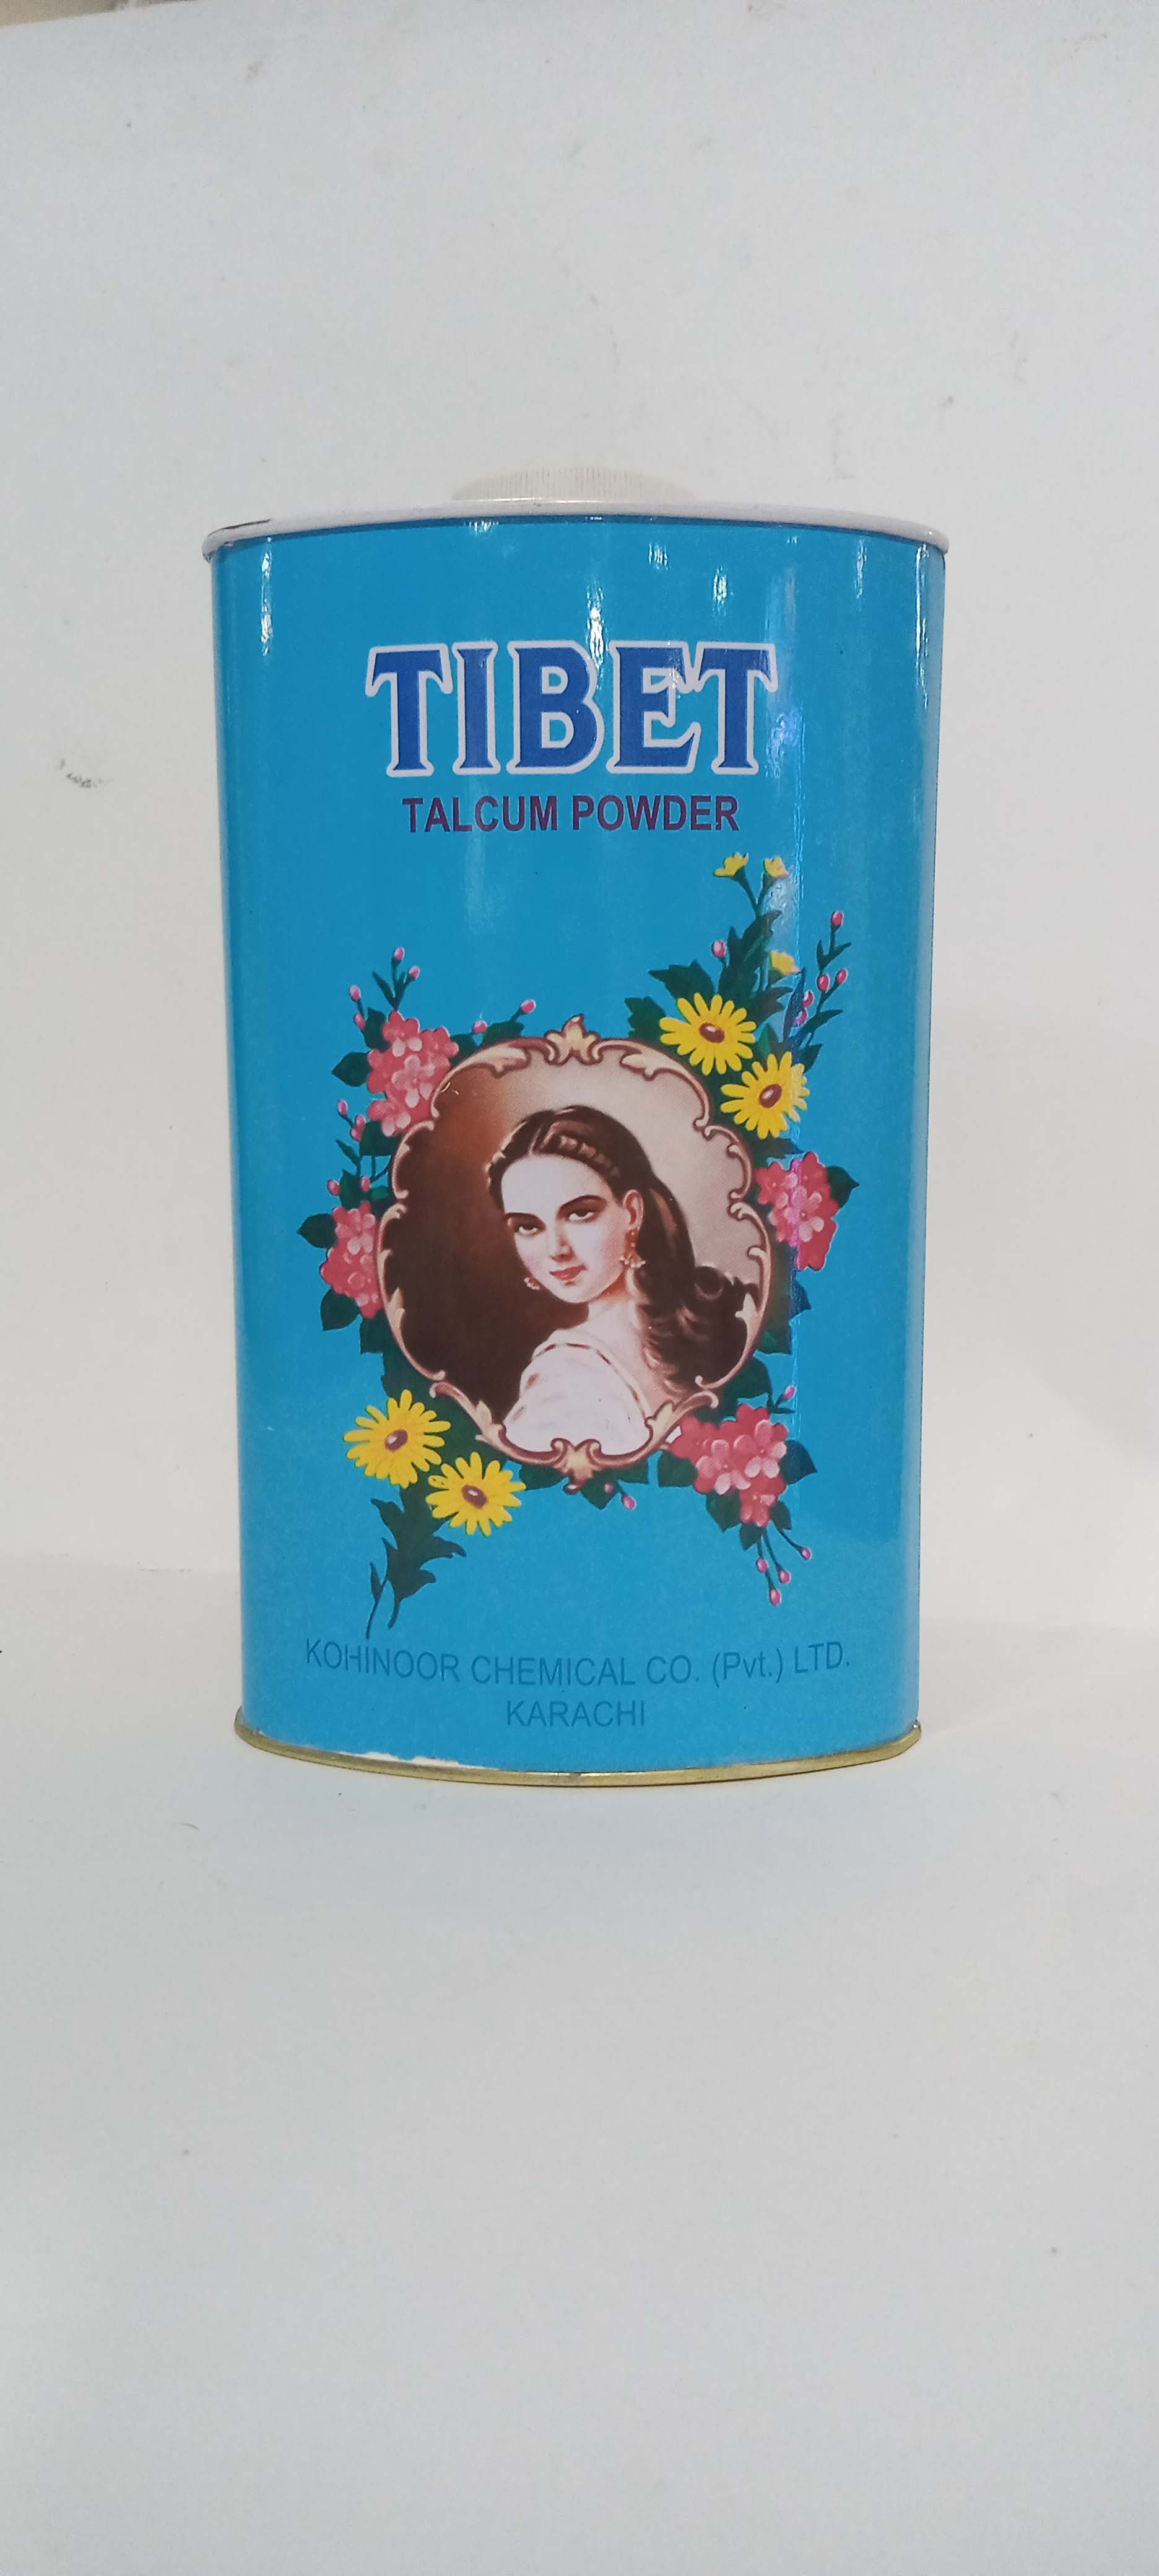 TIBET
TALCUM POWDER
KOHINOOR CHEMICAL CO. (Pvt.) LTD.
KARACHI